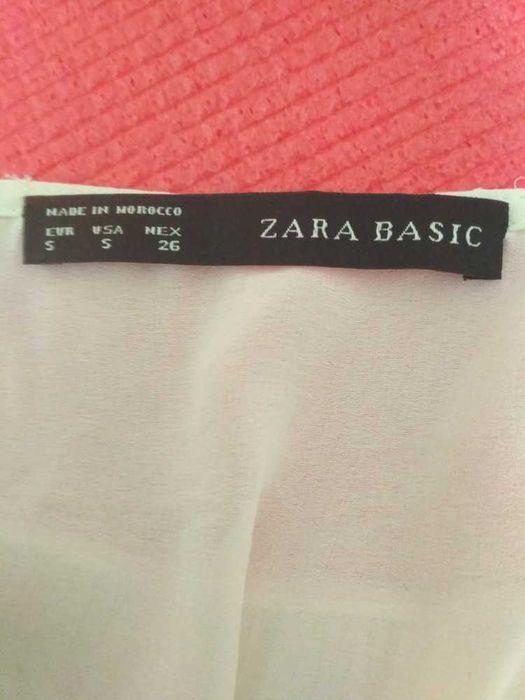 MADE IN MOROCCO
EUR USA MEX
S S 26
ZARA BASIC